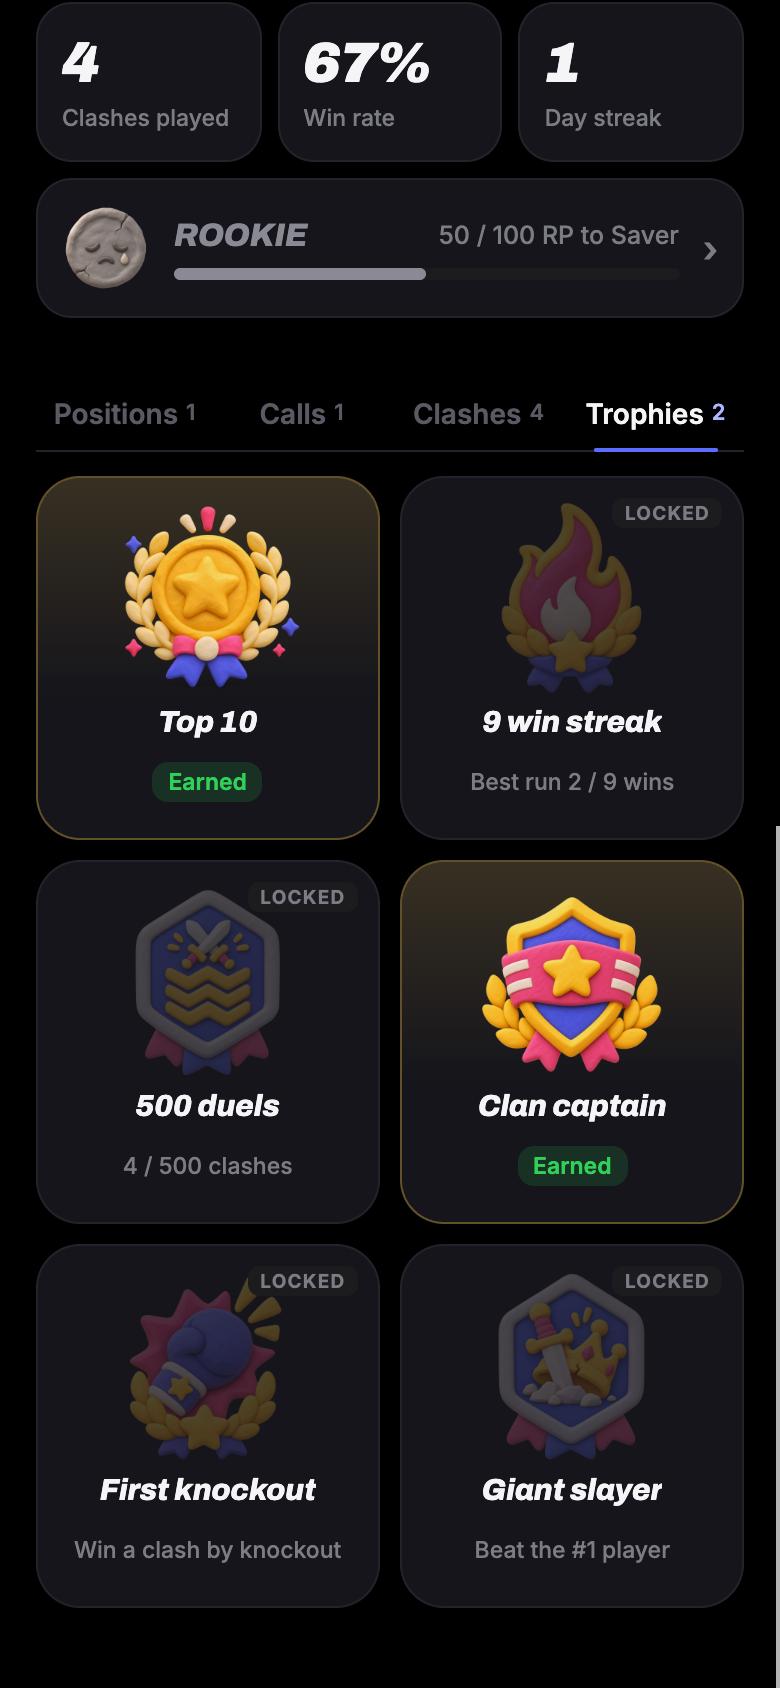 4
67%
1
Clashes played
Win rate
Day streak
ROOKIE
50 / 100 RP to Saver
Positions 1
Calls 1
Clashes 4
Trophies 2
Top 10
Earned
LOCKED
9 win streak
Best run 2 / 9 wins
LOCKED
500 duels
4 / 500 clashes
Clan captain
Earned
LOCKED
First knockout
Win a clash by knockout
LOCKED
Giant slayer
Beat the #1 player